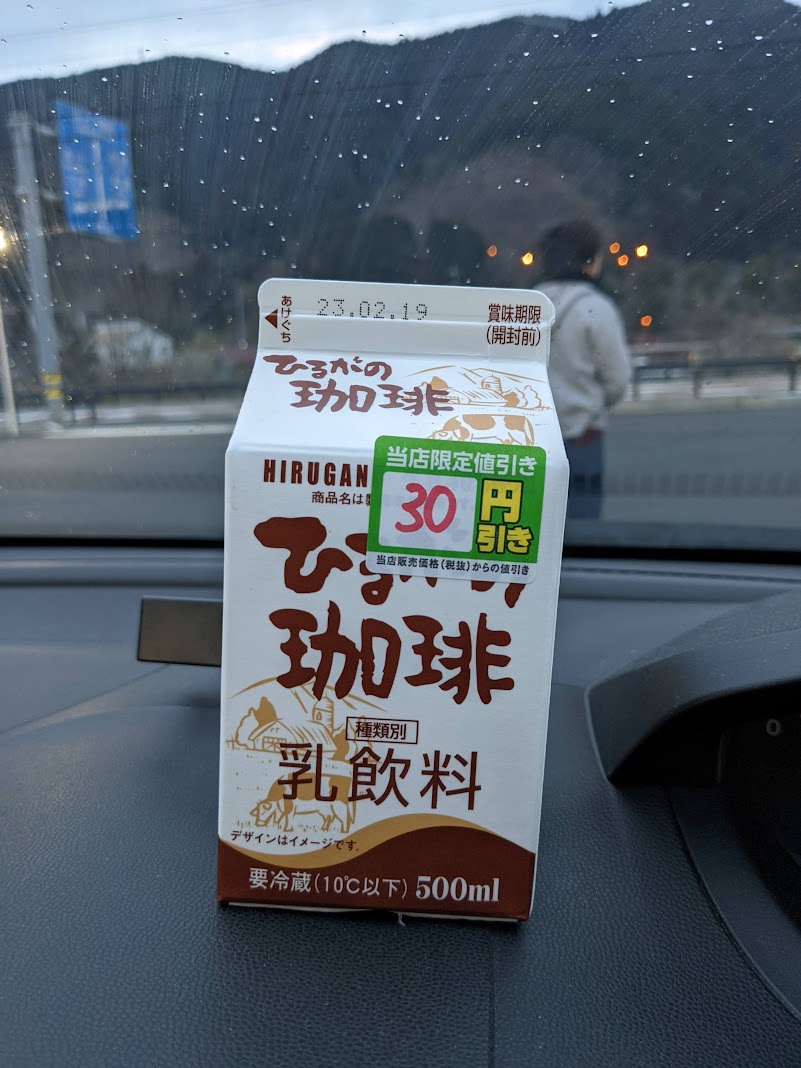 あけぐち
23.02.19
賞味期限
(開封前)
ひるがの
珈琲
HIRUGAN
商品名は
当店限定値引き
30
円
引き
当店販売価格(税抜)からの値引き
ひるがの
珈琲
種類別
乳飲料
デザインはイメージです。
要冷蔵(10℃以下) 500ml